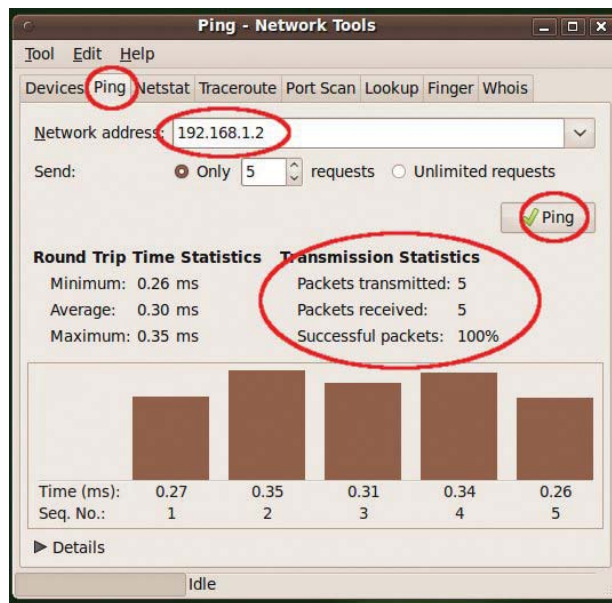 Ping - Network Tools
Tool Edit Help
Devices Ping Netstat Traceroute Port Scan Lookup Finger Whois
Network address: 192.168.1.2
Send: Only 5 requests Unlimited requests
Ping
Round Trip Time Statistics Transmission Statistics
Minimum: 0.26 ms Packets transmitted: 5
Average: 0.30 ms Packets received: 5
Maximum: 0.35 ms Successful packets: 100%
Time (ms): 0.27 0.35 0.31 0.34 0.26
Seq. No.: 1 2 3 4 5
Details
Idle